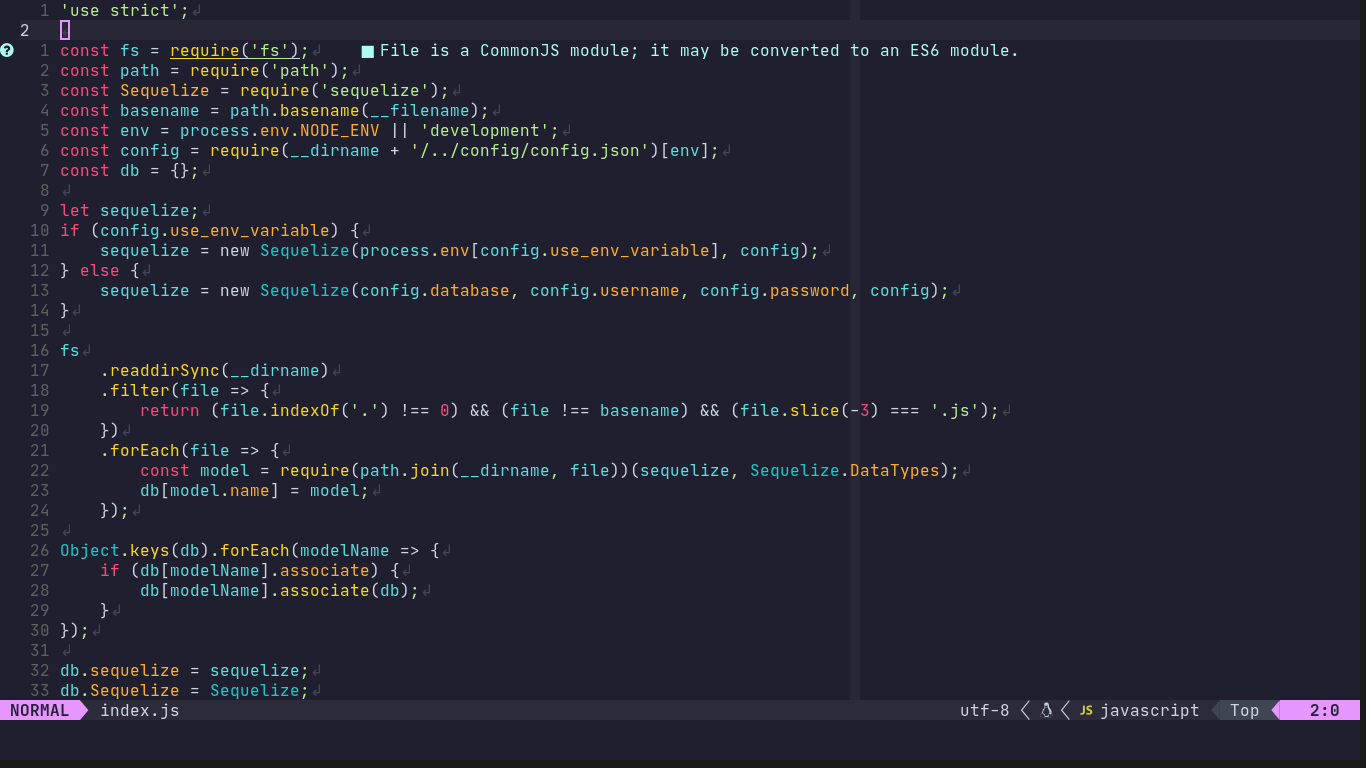 1 'use strict';
2
1 const fs = require('fs'); ■ File is a CommonJS module; it may be converted to an ES6 module.
2 const path = require('path');
3 const Sequelize = require('sequelize');
4 const basename = path.basename(__filename);
5 const env = process.env.NODE_ENV || 'development';
6 const config = require(__dirname + '/../config/config.json')[env];
7 const db = {};
8
9 let sequelize;
10 if (config.use_env_variable) {
11     sequelize = new Sequelize(process.env[config.use_env_variable], config);
12 } else {
13     sequelize = new Sequelize(config.database, config.username, config.password, config);
14 }
15
16 fs
17     .readdirSync(__dirname)
18     .filter(file => {
19         return (file.indexOf('.') !== 0) && (file !== basename) && (file.slice(-3) === '.js');
20     })
21     .forEach(file => {
22         const model = require(path.join(__dirname, file))(sequelize, Sequelize.DataTypes);
23         db[model.name] = model;
24     });
25
26 Object.keys(db).forEach(modelName => {
27     if (db[modelName].associate) {
28         db[modelName].associate(db);
29     }
30 });
31
32 db.sequelize = sequelize;
33 db.Sequelize = Sequelize;
NORMAL index.js utf-8 JS javascript Top 2:0